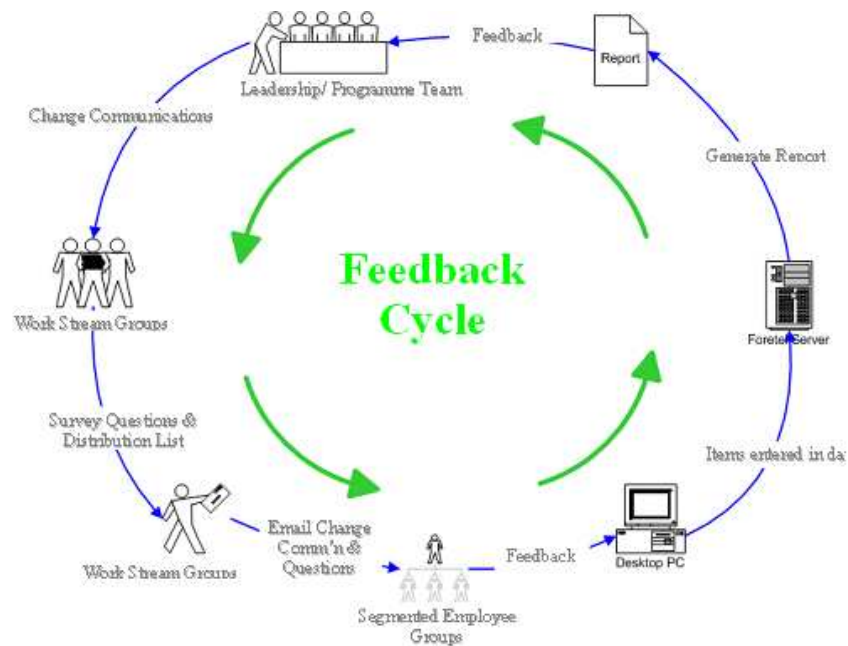 Feedback
Report
Leadership/ Programme Team
Change Communications
Generate Report
Feedback
Cycle
Work Stream Groups
Foretel Server
Survey Questions &
Distribution List
Items entered in da
Email Change
Comm'n &
Questions
Feedback
Desktop PC
Work Stream Groups
Segmented Employee
Groups